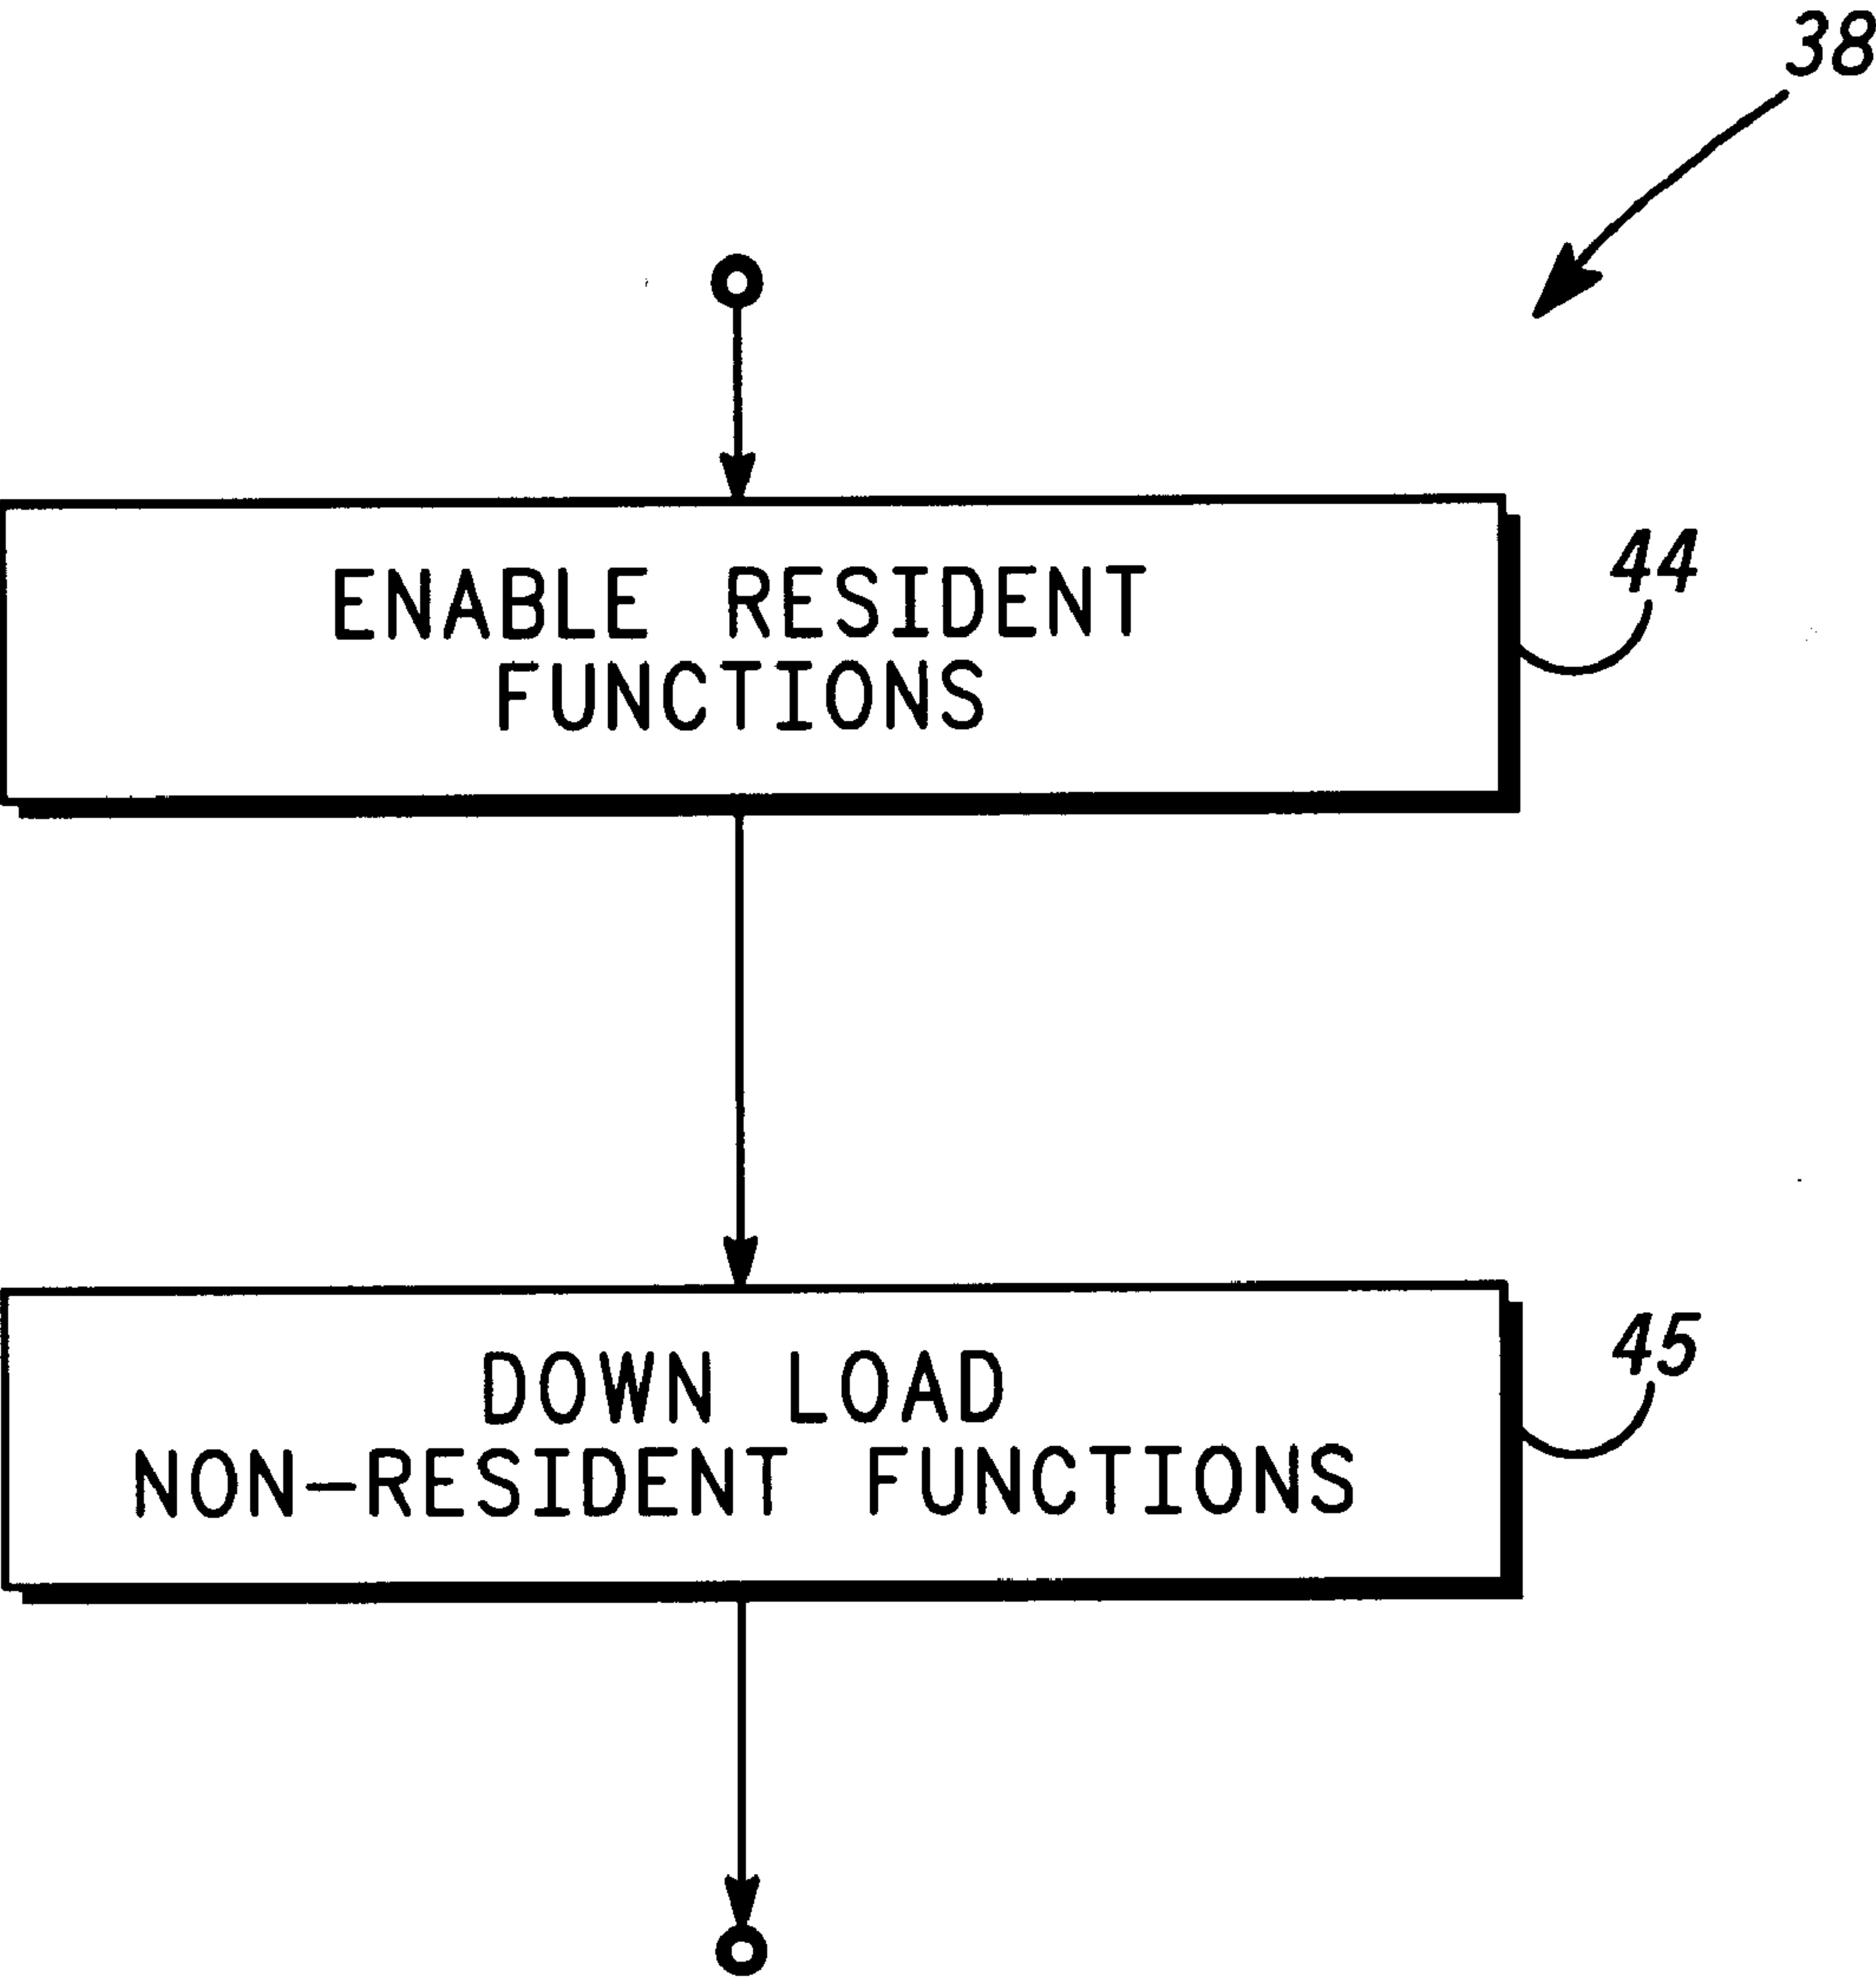 38
ENABLE RESIDENT
FUNCTIONS
44
DOWN LOAD
NON-RESIDENT FUNCTIONS
45